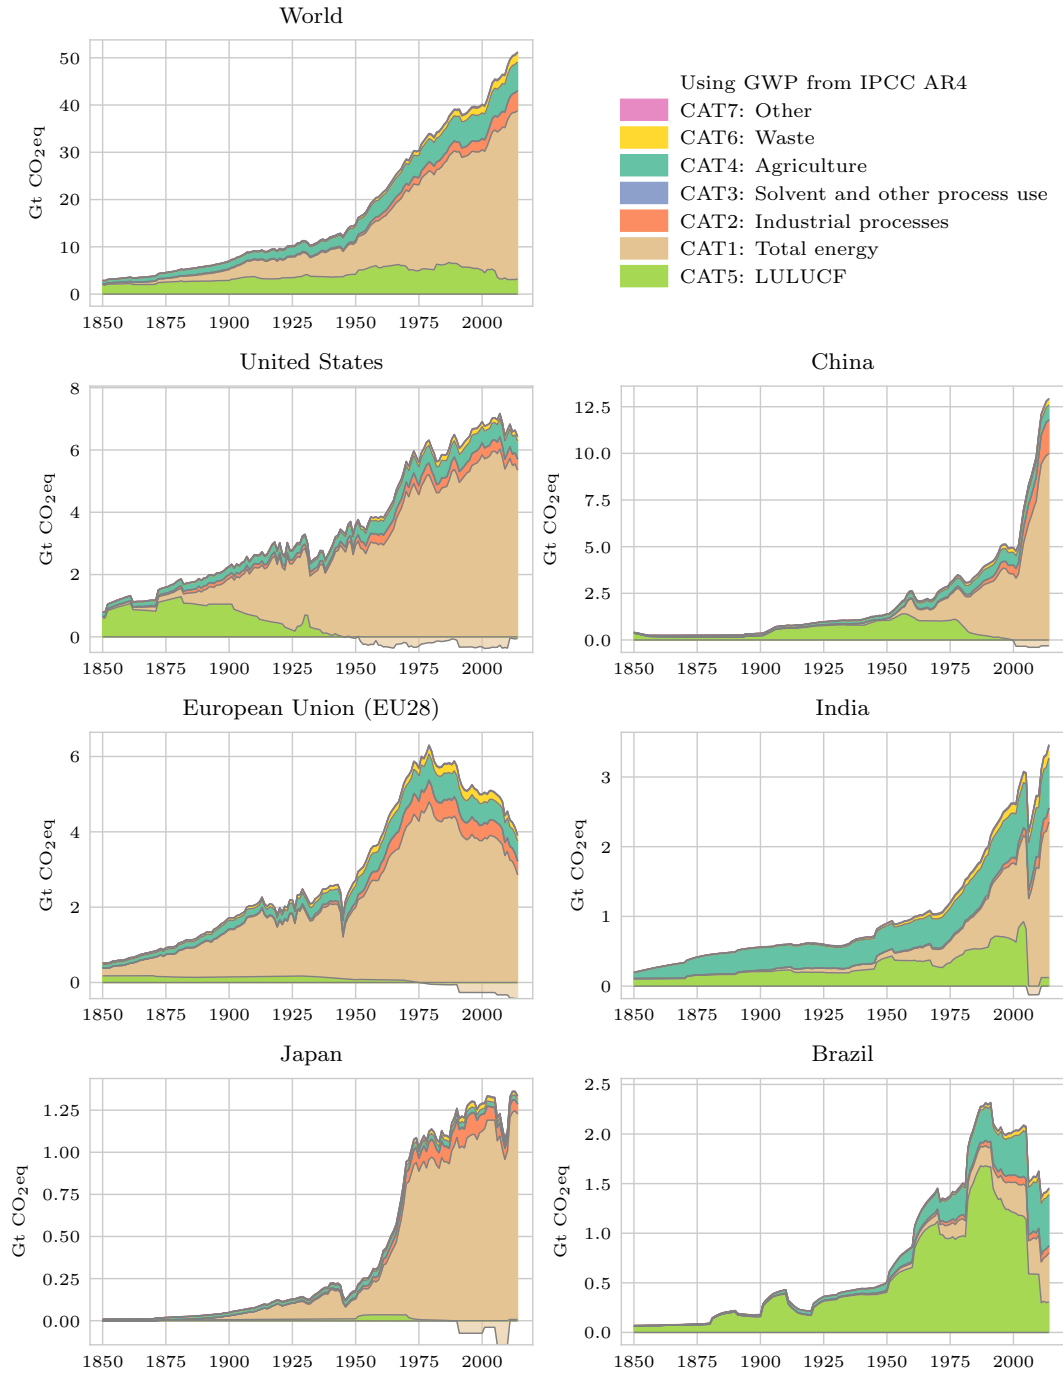 World
50
40
30
20
10
0
Gt CO2eq
1850 1875 1900 1925 1950 1975 2000
Using GWP from IPCC AR4
CAT7: Other
CAT6: Waste
CAT4: Agriculture
CAT3: Solvent and other process use
CAT2: Industrial processes
CAT1: Total energy
CAT5: LULUCF
United States
8
6
4
2
0
Gt CO2eq
1850 1875 1900 1925 1950 1975 2000
China
12.5
10.0
7.5
5.0
2.5
0.0
Gt CO2eq
1850 1875 1900 1925 1950 1975 2000
European Union (EU28)
6
4
2
0
Gt CO2eq
1850 1875 1900 1925 1950 1975 2000
India
3
2
1
0
Gt CO2eq
1850 1875 1900 1925 1950 1975 2000
Japan
1.25
1.00
0.75
0.50
0.25
0.00
Gt CO2eq
1850 1875 1900 1925 1950 1975 2000
Brazil
2.5
2.0
1.5
1.0
0.5
0.0
Gt CO2eq
1850 1875 1900 1925 1950 1975 2000